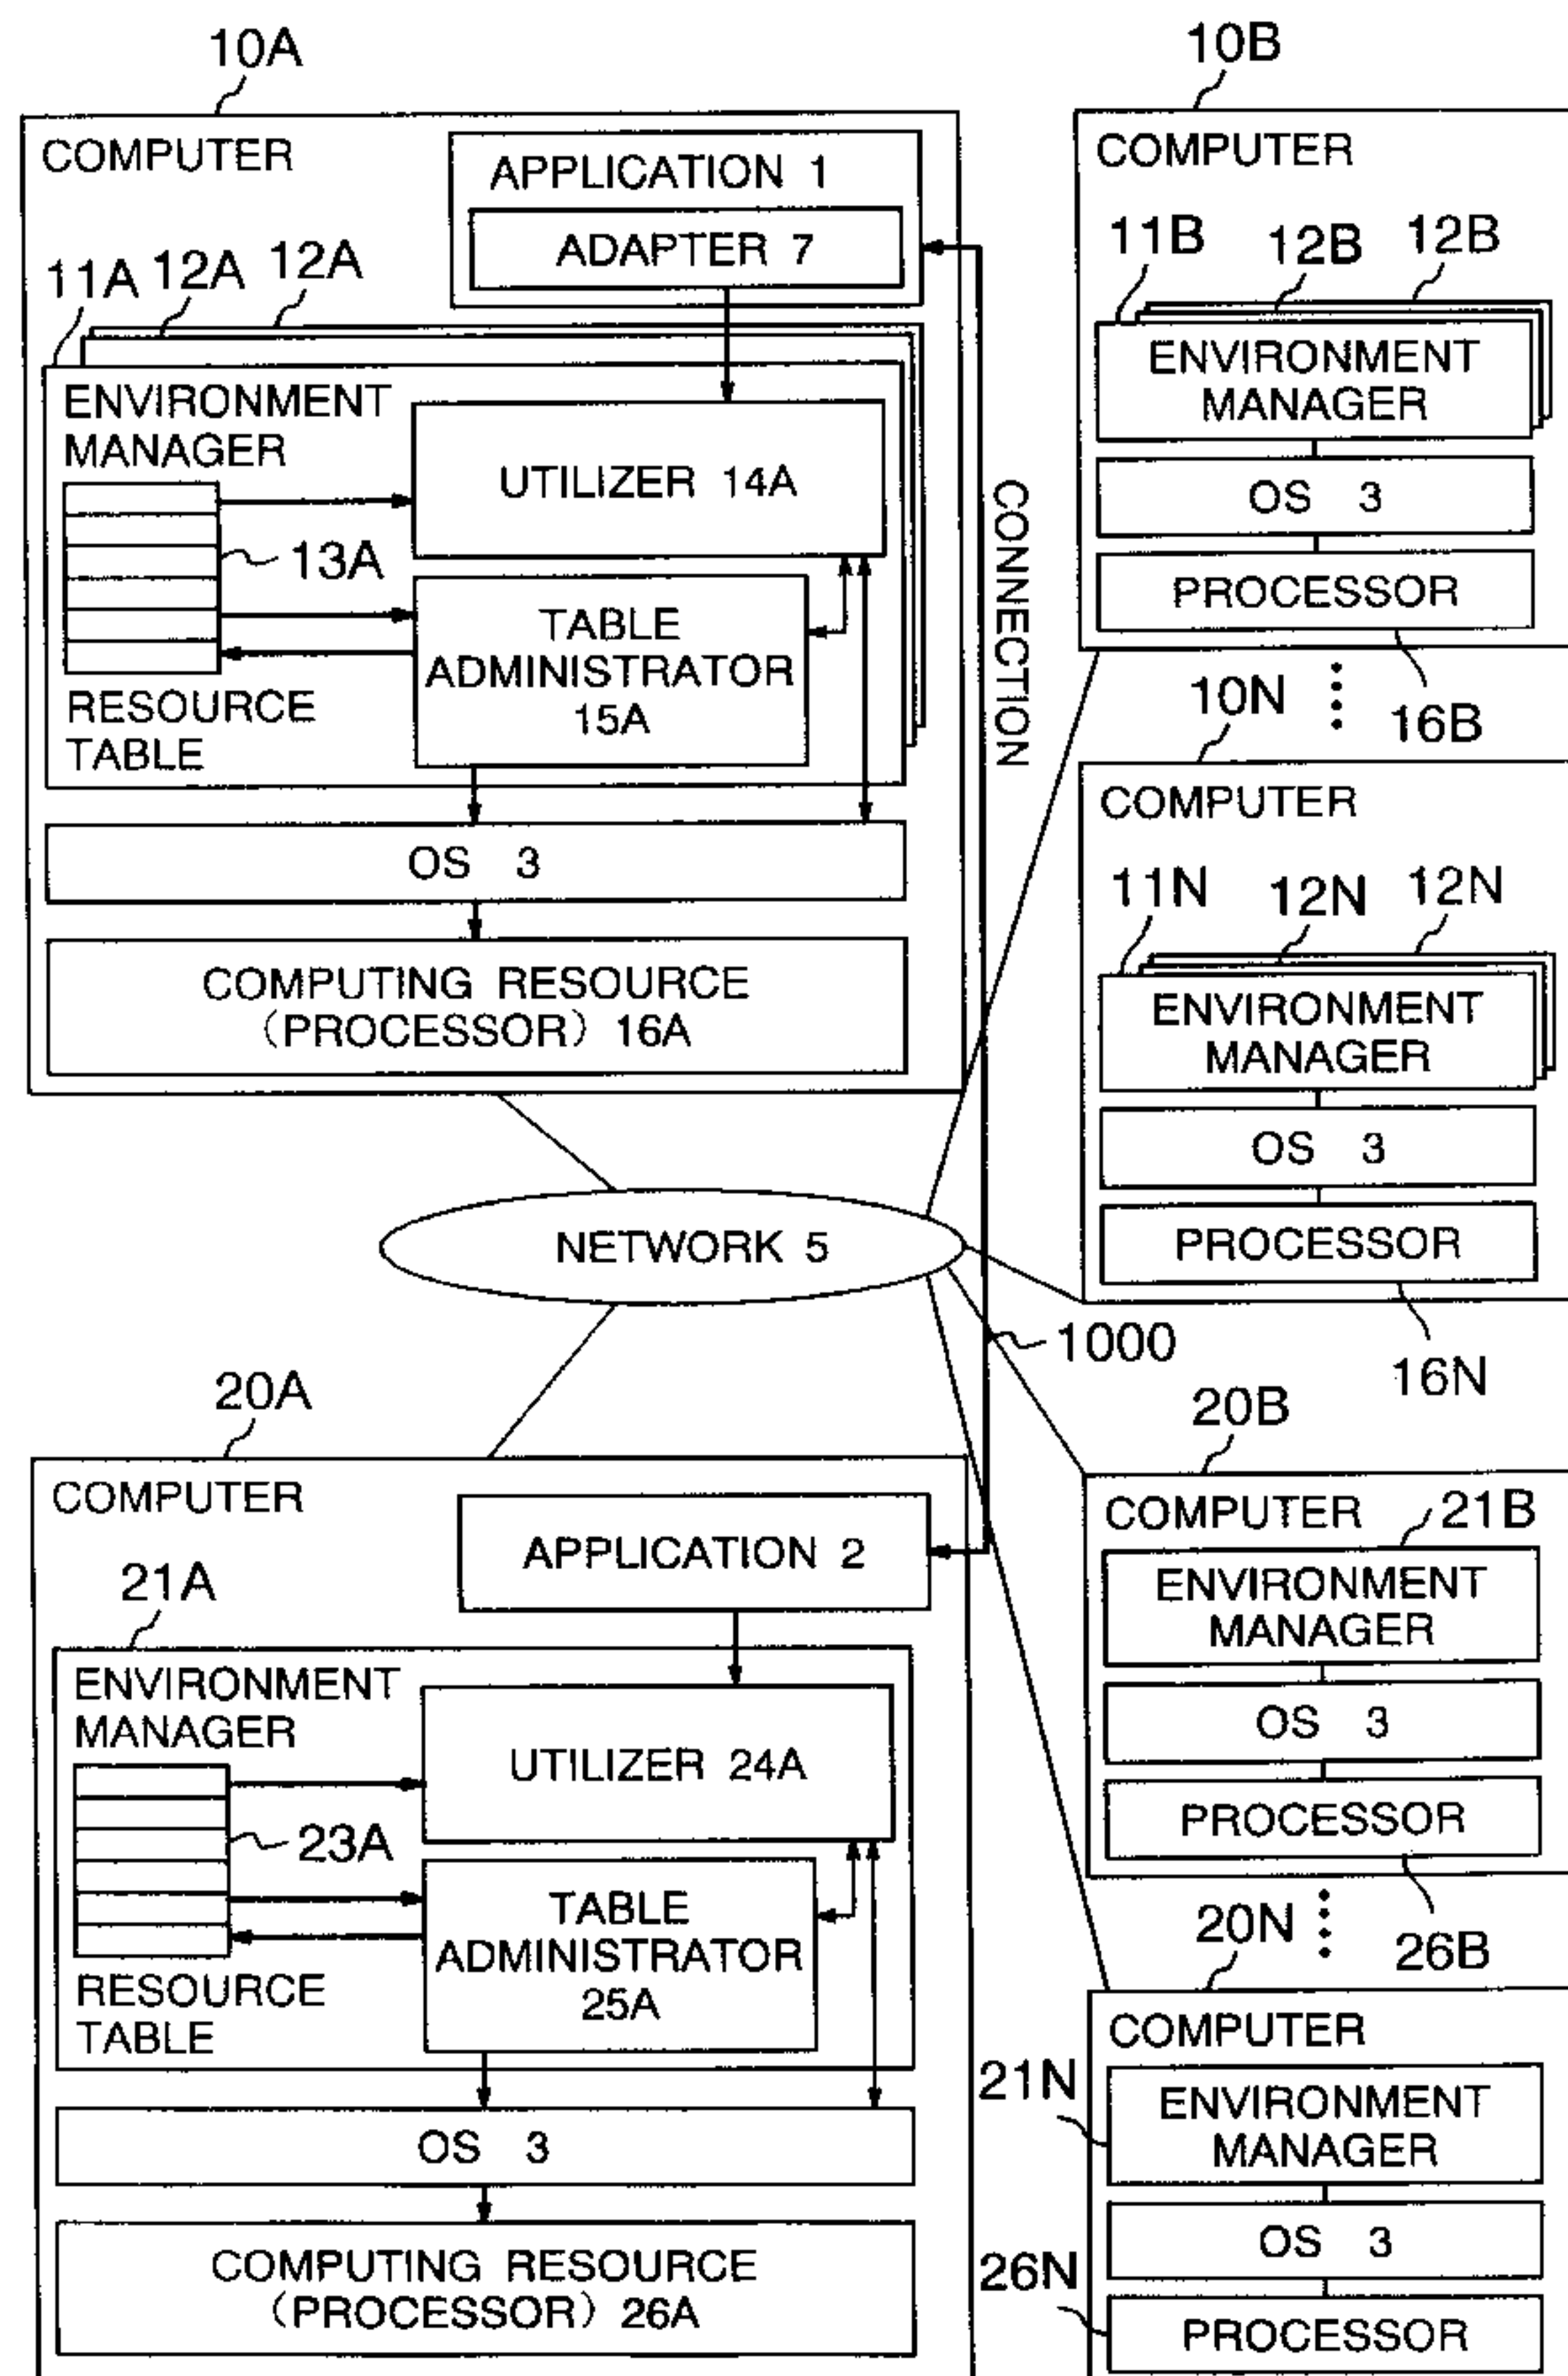 10A
COMPUTER
APPLICATION 1
ADAPTER 7
11A
12A
12A
ENVIRONMENT
MANAGER
UTILIZER 14A
13A
TABLE
ADMINISTRATOR
15A
RESOURCE
TABLE
OS 3
COMPUTING RESOURCE
(PROCESSOR) 16A
CONNECTION
10B
COMPUTER
11B
12B
12B
ENVIRONMENT
MANAGER
OS 3
PROCESSOR
16B
10N
COMPUTER
11N
12N
12N
ENVIRONMENT
MANAGER
OS 3
PROCESSOR
16N
NETWORK 5
1000
20A
COMPUTER
APPLICATION 2
21A
ENVIRONMENT
MANAGER
UTILIZER 24A
23A
TABLE
ADMINISTRATOR
25A
RESOURCE
TABLE
OS 3
COMPUTING RESOURCE
(PROCESSOR) 26A
20B
COMPUTER
21B
ENVIRONMENT
MANAGER
OS 3
PROCESSOR
26B
20N
COMPUTER
21N
ENVIRONMENT
MANAGER
OS 3
26N
PROCESSOR